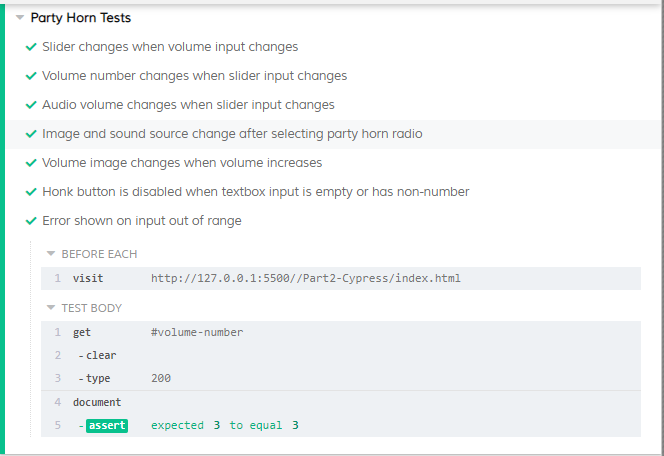 Party Horn Tests
Slider changes when volume input changes
Volume number changes when slider input changes
Audio volume changes when slider input changes
Image and sound source change after selecting party horn radio
Volume image changes when volume increases
Honk button is disabled when textbox input is empty or has non-number
Error shown on input out of range
BEFORE EACH
1 visit http://127.0.0.1:5500//Part2-Cypress/index.html
TEST BODY
1 get #volume-number
2 -clear
3 -type 200
4 document
5 -assert expected 3 to equal 3